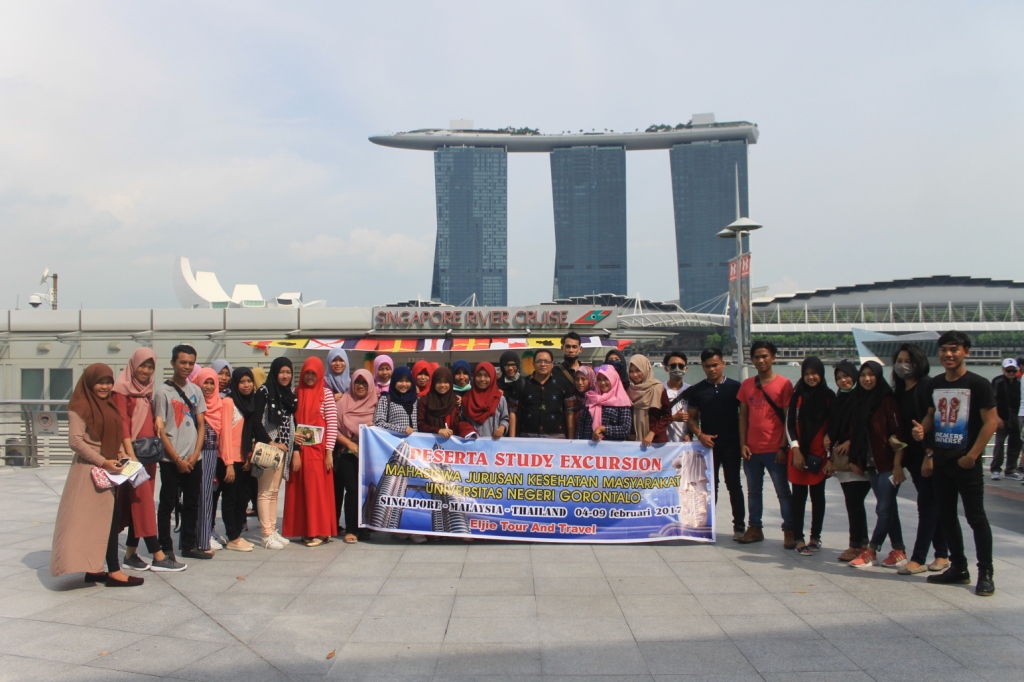 SINGAPORE RIVER CRUISE
PESERTA STUDY EXCURSION
MAHASISWA JURUSAN KESEHATAN MASYARAKAT
UNIVERSITAS NEGERI GORONTALO
SINGAPORE - MALAYSIA - THAILAND 04-09 februari 2017
Eljie Tour And Travel